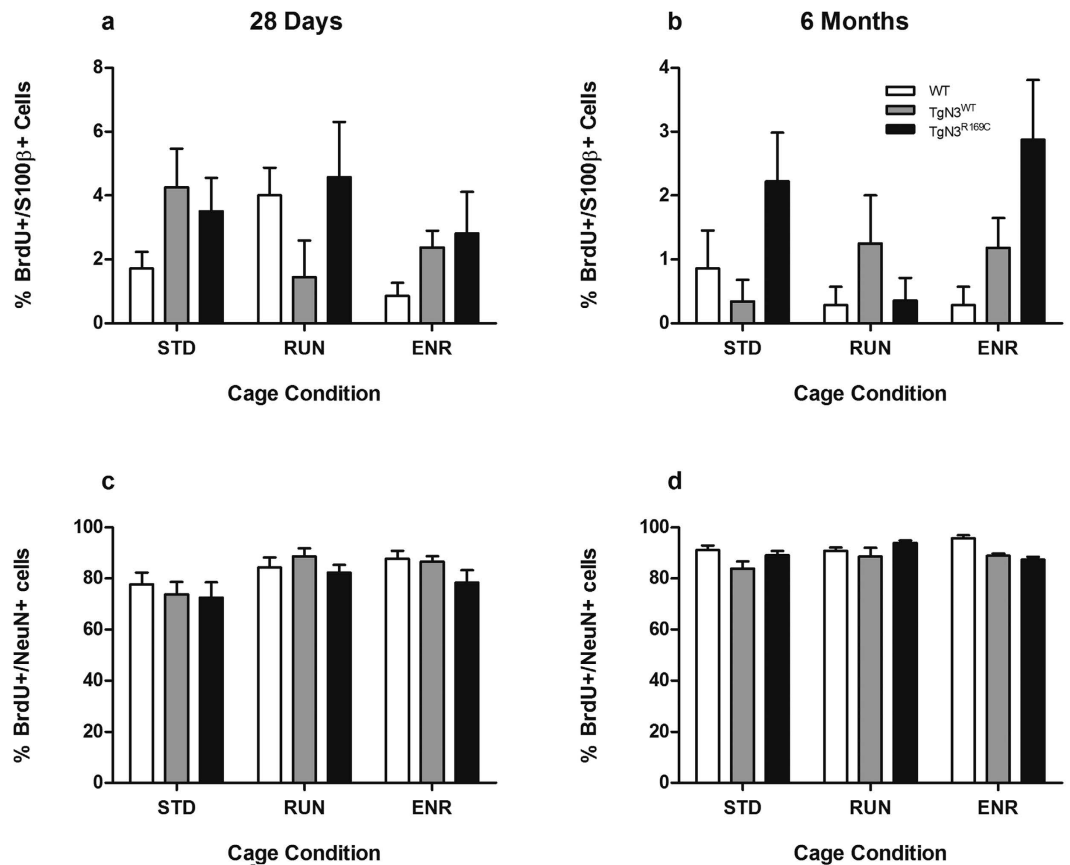 a 28 Days
% BrdU+/S100β+ Cells
8
6
4
2
0
STD RUN ENR
Cage Condition
b 6 Months
% BrdU+/S100β+ Cells
4
3
2
1
0
WT
TgN3WT
TgN3R169C
STD RUN ENR
Cage Condition
c
% BrdU+/NeuN+ cells
100
80
60
40
20
0
STD RUN ENR
Cage Condition
d
% BrdU+/NeuN+ cells
100
80
60
40
20
0
STD RUN ENR
Cage Condition